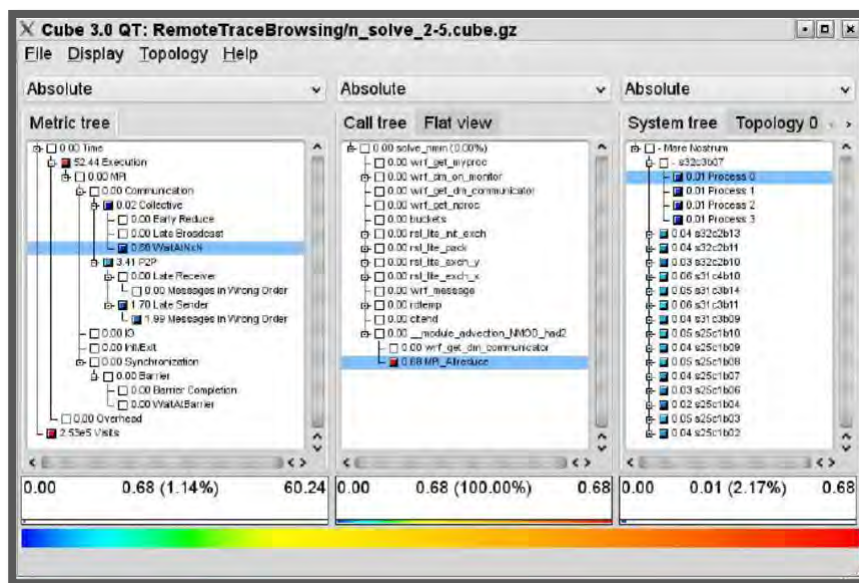 Cube 3.0 QT: RemoteTraceBrowsing/n_solve_2-5.cube.gz
File Display Topology Help
Absolute
Metric tree
0.00 Time
52.44 Execution
0.00 MPI
0.00 Communication
0.02 Collective
0.00 Early Reduce
0.00 Late Broadcast
0.68 WaitAtNxN
3.41 P2P
0.00 Late Receiver
0.00 Messages in Wrong Order
1.70 Late Sender
1.99 Messages in Wrong Order
0.00 IO
0.00 Init/Exit
0.00 Synchronization
0.00 Barrier
0.00 Barrier Completion
0.00 WaitAtBarrier
0.00 Overhead
2.53e5 Visits
0.00 0.68 (1.14%) 60.24
Absolute
Call tree Flat view
0.00 solve_nmm (0.00%)
0.00 wrf_get_myproc
0.00 wrf_dm_on_monitor
0.00 wrf_get_dm_communicator
0.00 wrf_get_nproc
0.00 buckets
0.00 rsl_lite_init_exch
0.00 rsl_lite_pack
0.00 rsl_lite_exch_y
0.00 rsl_lite_exch_x
0.00 wrf_message
0.00 rdtemp
0.00 cltend
0.00 __module_advection_NMOD_had2
0.00 wrf_get_dm_communicator
0.68 MPI_Allreduce
0.00 0.68 (100.00%) 0.68
Absolute
System tree Topology 0
- Mare Nostrum
- s32c3b07
0.01 Process 0
0.01 Process 1
0.01 Process 2
0.01 Process 3
0.04 s32c2b13
0.04 s32c2b11
0.03 s32c2b10
0.06 s31c4b10
0.05 s31c3b14
0.06 s31c3b11
0.04 s31c3b09
0.05 s25c1b10
0.04 s25c1b09
0.05 s25c1b08
0.04 s25c1b07
0.03 s25c1b06
0.02 s25c1b04
0.05 s25c1b03
0.04 s25c1b02
0.00 0.01 (2.17%) 0.68